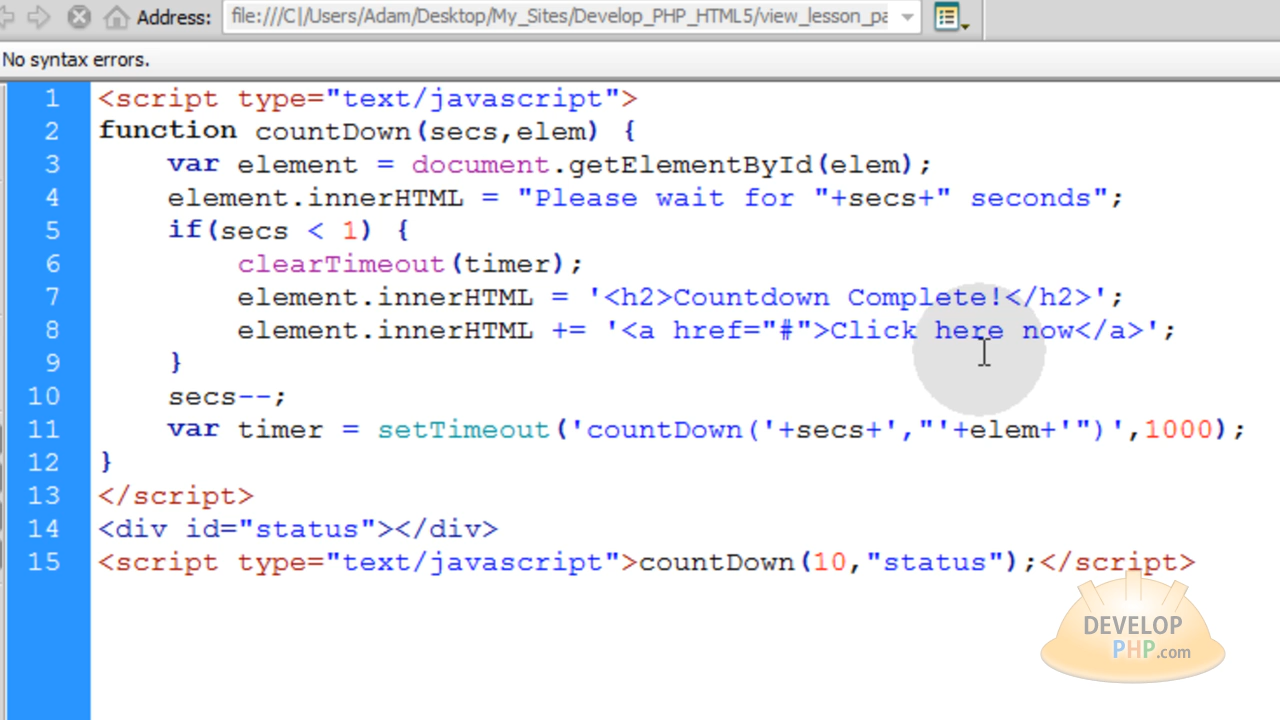 Address: file:///C|/Users/Adam/Desktop/My_Sites/Develop_PHP_HTML5/view_lesson_pa
No syntax errors.
1 <script type="text/javascript">
2 function countDown(secs,elem) {
3 var element = document.getElementById(elem);
4 element.innerHTML = "Please wait for "+secs+" seconds";
5 if(secs < 1) {
6 clearTimeout(timer);
7 element.innerHTML = '<h2>Countdown Complete!</h2>';
8 element.innerHTML += '<a href="#">Click here now</a>';
9 }
10 secs--;
11 var timer = setTimeout('countDown('+secs+',"'+elem+'")',1000);
12 }
13 </script>
14 <div id="status"></div>
15 <script type="text/javascript">countDown(10,"status");</script>
DEVELOP
PHP.com